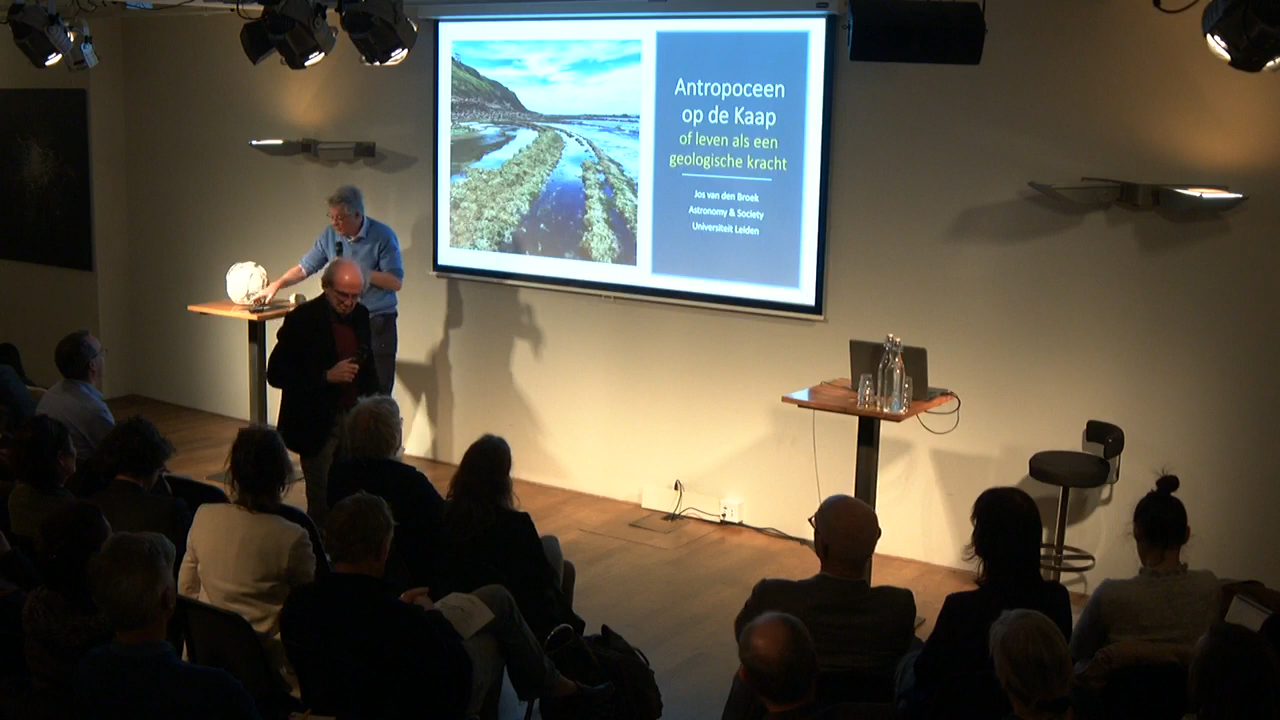 Antropoceen
op de Kaap
of leven als een
geologische kracht
Jos van den Broek
Astronomy & Society
Universiteit Leiden